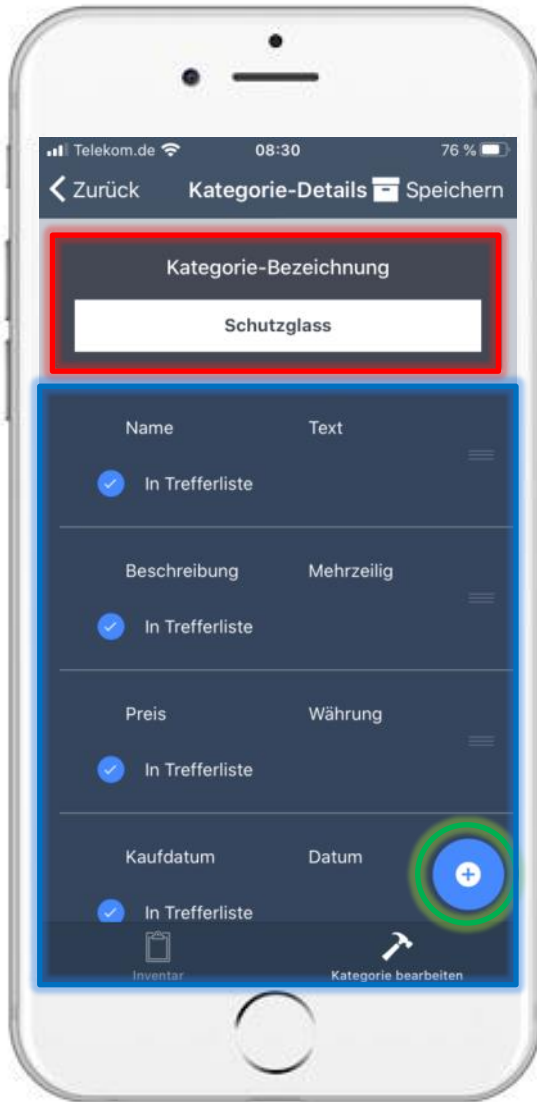 Telekom.de 08:30 76 %
Zurück Kategorie-Details Speichern
Kategorie-Bezeichnung
Schutzglass
Name Text
In Trefferliste
Beschreibung Mehrzeilig
In Trefferliste
Preis Währung
In Trefferliste
Kaufdatum Datum
In Trefferliste
Inventar Kategorie bearbeiten